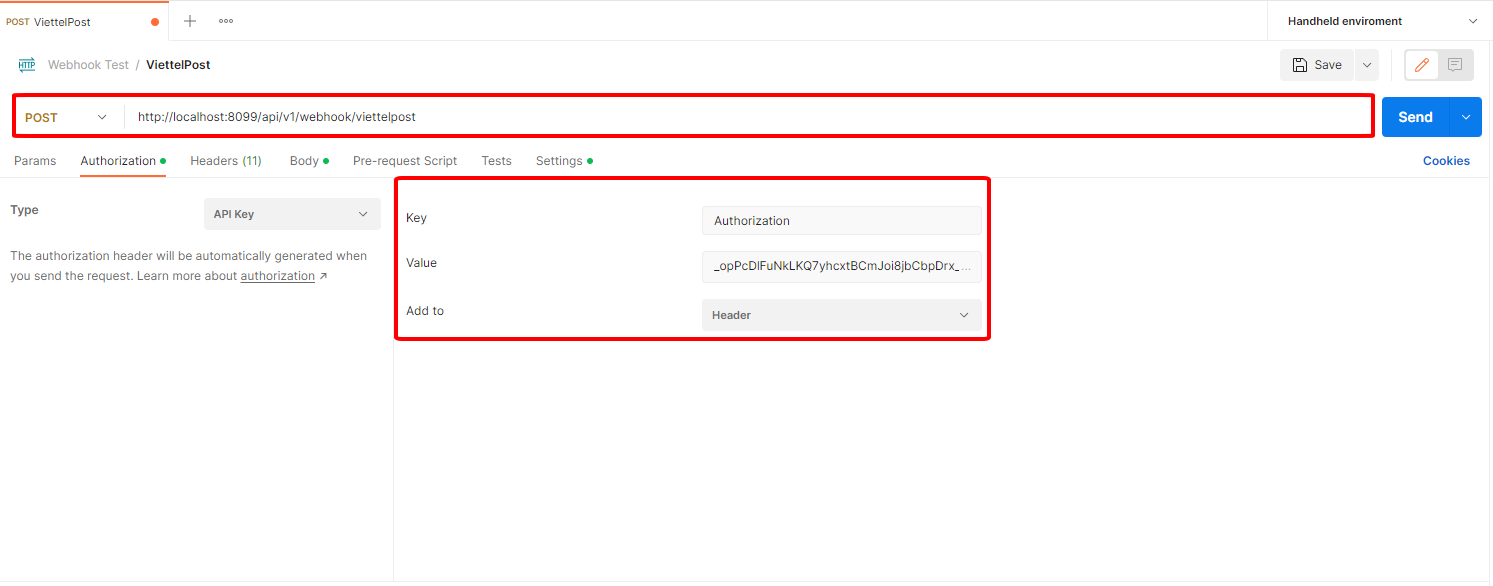 POST ViettelPost
Handheld enviroment
HTTP
Webhook Test / ViettelPost
Save
POST
http://localhost:8099/api/v1/webhook/viettelpost
Send
Params
Authorization
Headers (11)
Body
Pre-request Script
Tests
Settings
Cookies
Type
API Key
The authorization header will be automatically generated when
you send the request. Learn more about authorization ↗
Key
Authorization
Value
_opPcDlFuNkLKQ7yhcxtBCmJoi8jbCbpDrx_ ...
Add to
Header